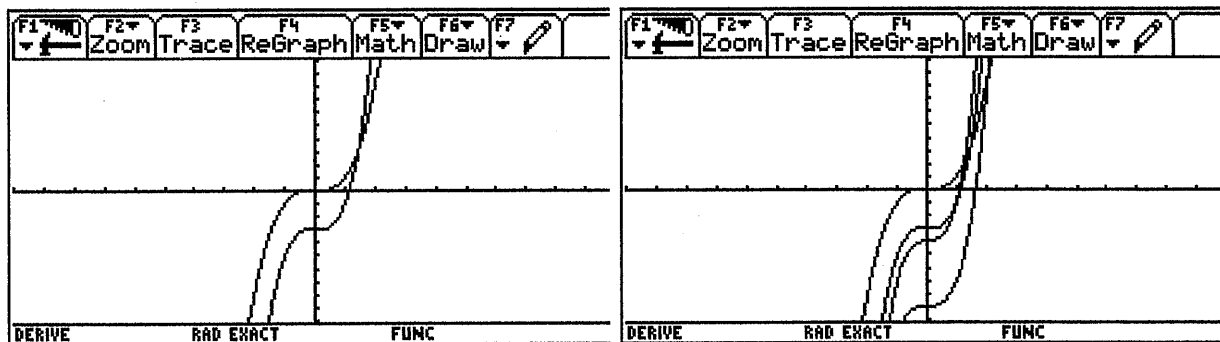 F1 F2 Zoom F3 Trace F4 ReGraph F5 Math F6 Draw F7
DERIVE RAD EXACT FUNC
F1 F2 Zoom F3 Trace F4 ReGraph F5 Math F6 Draw F7
DERIVE RAD EXACT FUNC